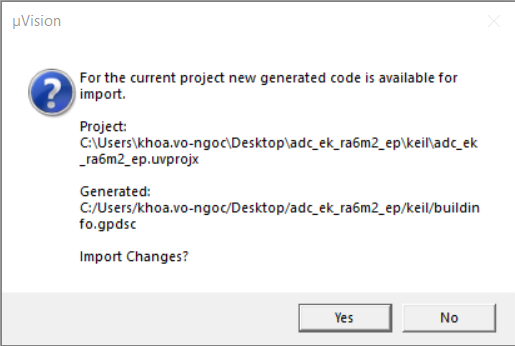 µVision
For the current project new generated code is available for
import.
Project:
C:\Users\khoa.vo-ngoc\Desktop\adc_ek_ra6m2_ep\keil\adc_ek
_ra6m2_ep.uvprojx
Generated:
C:/Users/khoa.vo-ngoc/Desktop/adc_ek_ra6m2_ep/keil/buildin
fo.gpdsc
Import Changes?
Yes
No